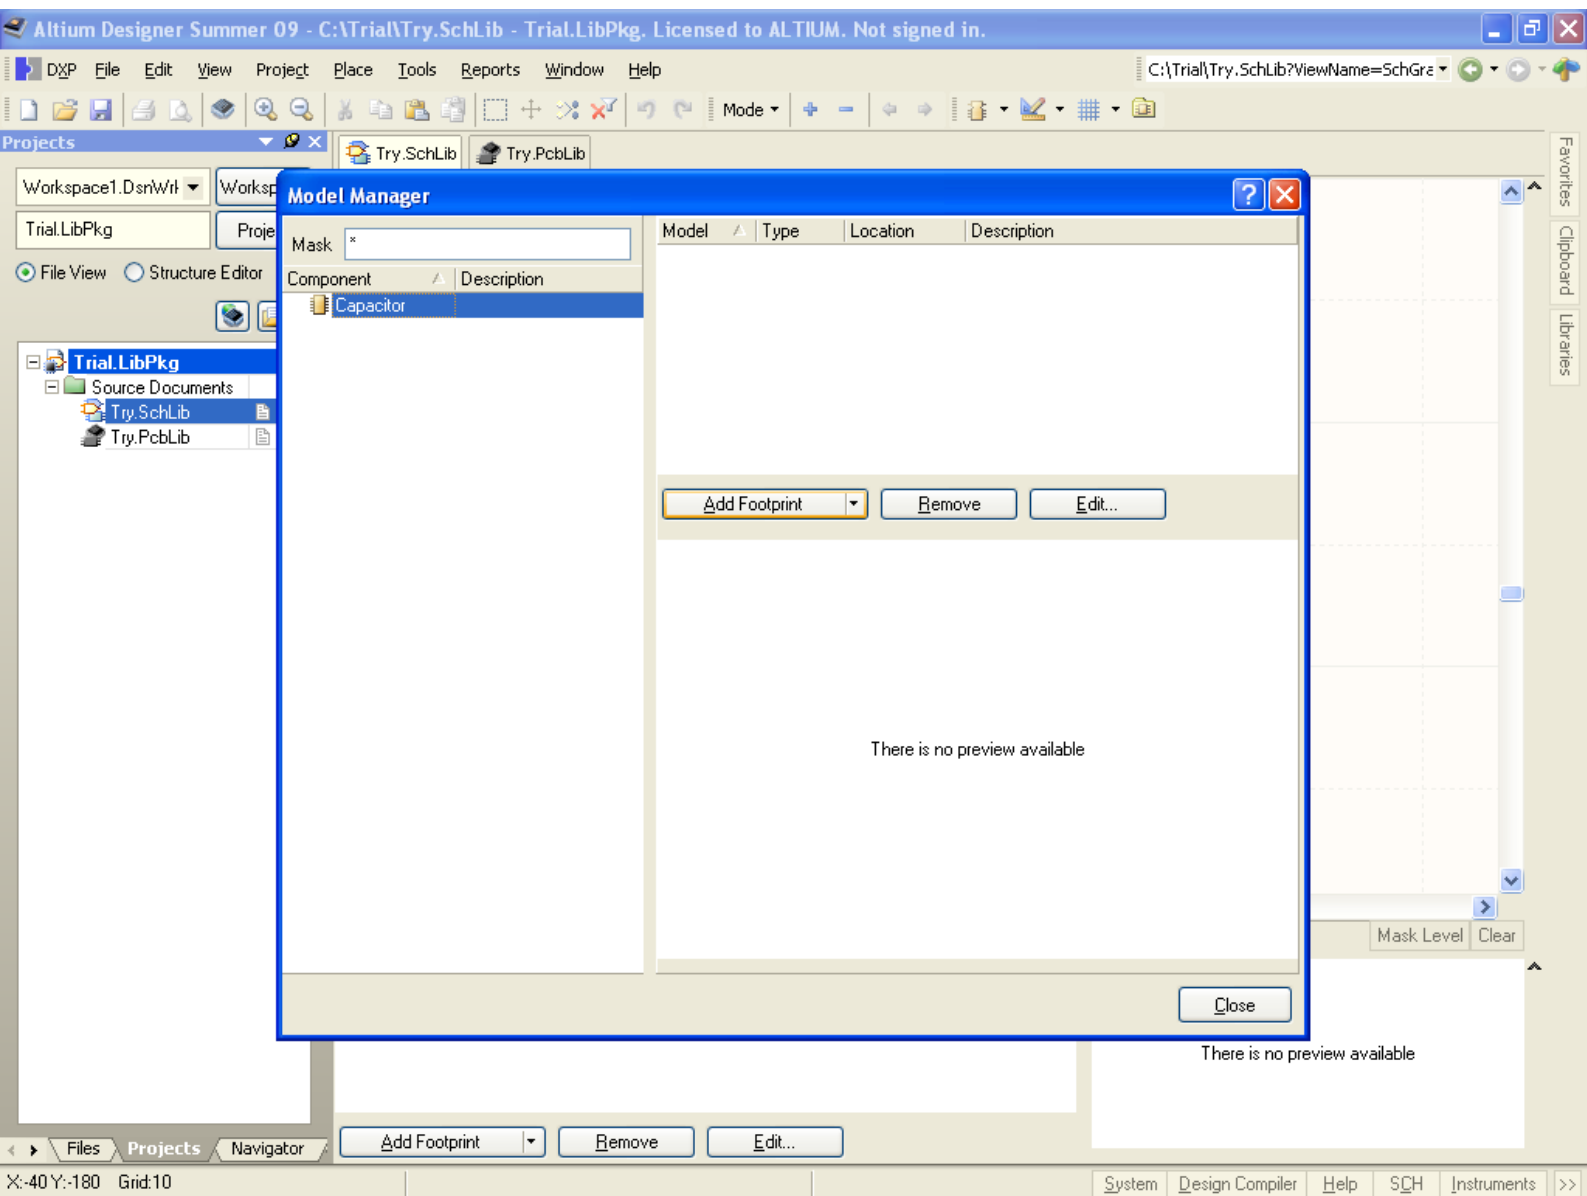 Altium Designer Summer 09 - C:\Trial\Try.SchLib - Trial.LibPkg. Licensed to ALTIUM. Not signed in.
DXP File Edit View Project Place Tools Reports Window Help
C:\Trial\Try.SchLib?ViewName=SchGra
Mode
Projects
Try.SchLib
Try.PcbLib
Workspace1.DsnWrk
Worksp
Trial.LibPkg
Proje
File View
Structure Editor
Trial.LibPkg
Source Documents
Try.SchLib
Try.PcbLib
Model Manager
Mask *
Component Description
Capacitor
Model Type Location Description
Add Footprint Remove Edit...
There is no preview available
Close
Favorites
Clipboard
Libraries
Mask Level Clear
There is no preview available
Add Footprint Remove Edit...
Files Projects Navigator
X:-40 Y:-180 Grid:10
System Design Compiler Help SCH Instruments >>